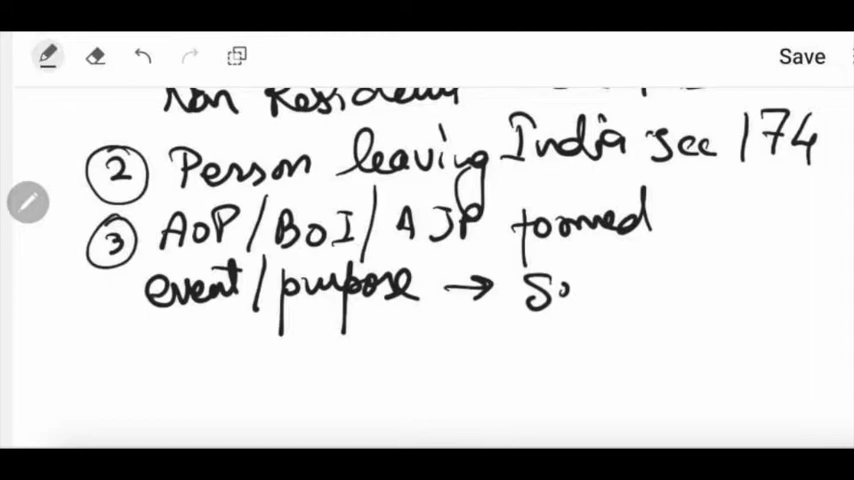 Save
Non Resident
② Person leaving India sec 174
③ AOP/BOI/AJP formed
event/purpose → S